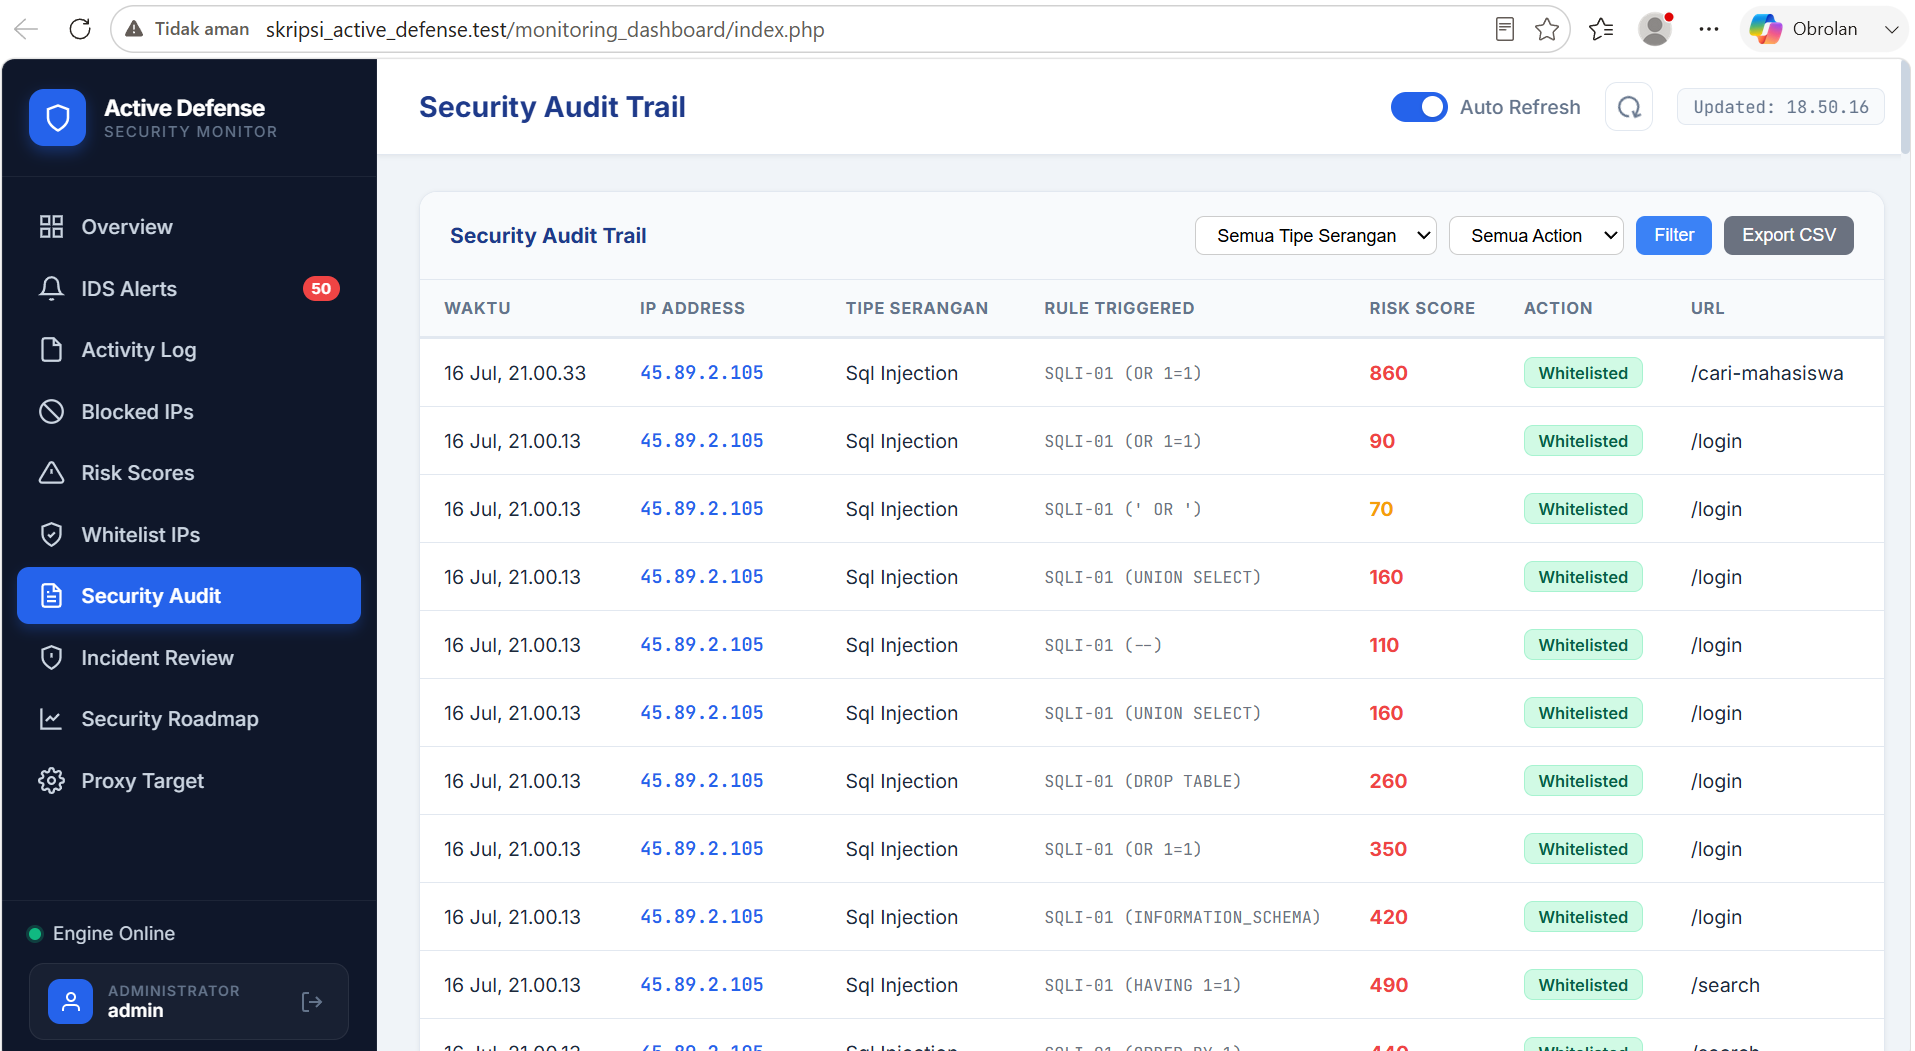 Tidak aman
skripsi_active_defense.test/monitoring_dashboard/index.php
Obrolan
Active Defense
SECURITY MONITOR
Overview
IDS Alerts 50
Activity Log
Blocked IPs
Risk Scores
Whitelist IPs
Security Audit
Incident Review
Security Roadmap
Proxy Target
Engine Online
ADMINISTRATOR
admin
Security Audit Trail
Auto Refresh
Updated: 18.50.16
Security Audit Trail
Semua Tipe Serangan
Semua Action
Filter
Export CSV
WAKTU IP ADDRESS TIPE SERANGAN RULE TRIGGERED RISK SCORE ACTION URL
16 Jul, 21.00.33 45.89.2.105 Sql Injection SQLI-01 (OR 1=1) 860 Whitelisted /cari-mahasiswa
16 Jul, 21.00.13 45.89.2.105 Sql Injection SQLI-01 (OR 1=1) 90 Whitelisted /login
16 Jul, 21.00.13 45.89.2.105 Sql Injection SQLI-01 (' OR ') 70 Whitelisted /login
16 Jul, 21.00.13 45.89.2.105 Sql Injection SQLI-01 (UNION SELECT) 160 Whitelisted /login
16 Jul, 21.00.13 45.89.2.105 Sql Injection SQLI-01 (--) 110 Whitelisted /login
16 Jul, 21.00.13 45.89.2.105 Sql Injection SQLI-01 (UNION SELECT) 160 Whitelisted /login
16 Jul, 21.00.13 45.89.2.105 Sql Injection SQLI-01 (DROP TABLE) 260 Whitelisted /login
16 Jul, 21.00.13 45.89.2.105 Sql Injection SQLI-01 (OR 1=1) 350 Whitelisted /login
16 Jul, 21.00.13 45.89.2.105 Sql Injection SQLI-01 (INFORMATION_SCHEMA) 420 Whitelisted /login
16 Jul, 21.00.13 45.89.2.105 Sql Injection SQLI-01 (HAVING 1=1) 490 Whitelisted /search